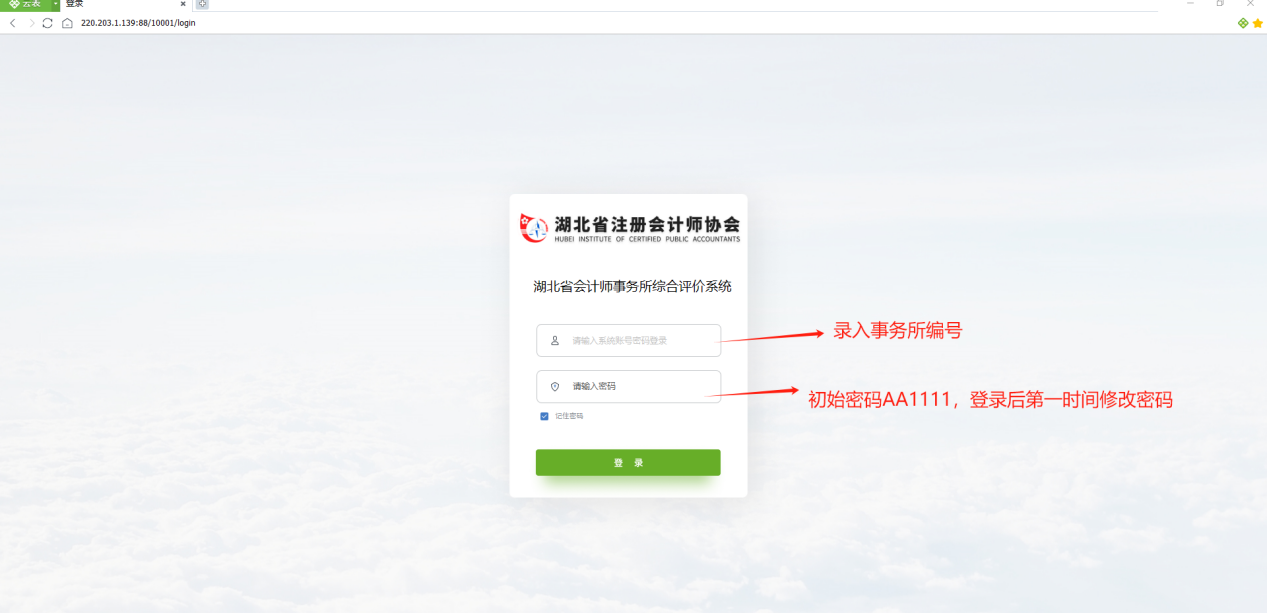 云表
登录
220.203.1.139:88/10001/login
湖北省注册会计师协会
HUBEI INSTITUTE OF CERTIFIED PUBLIC ACCOUNTANTS
湖北省会计师事务所综合评价系统
请输入系统账号密码登录
录入事务所编号
请输入密码
初始密码AA1111，登录后第一时间修改密码
记住密码
登 录